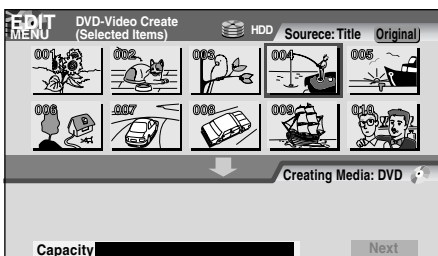 EDIT
MENU
DVD-Video Create
(Selected Items)
HDD
Sourece: Title
Original
001 002 003 004 005
006 007 008 009 010
Creating Media: DVD
Capacity
Next